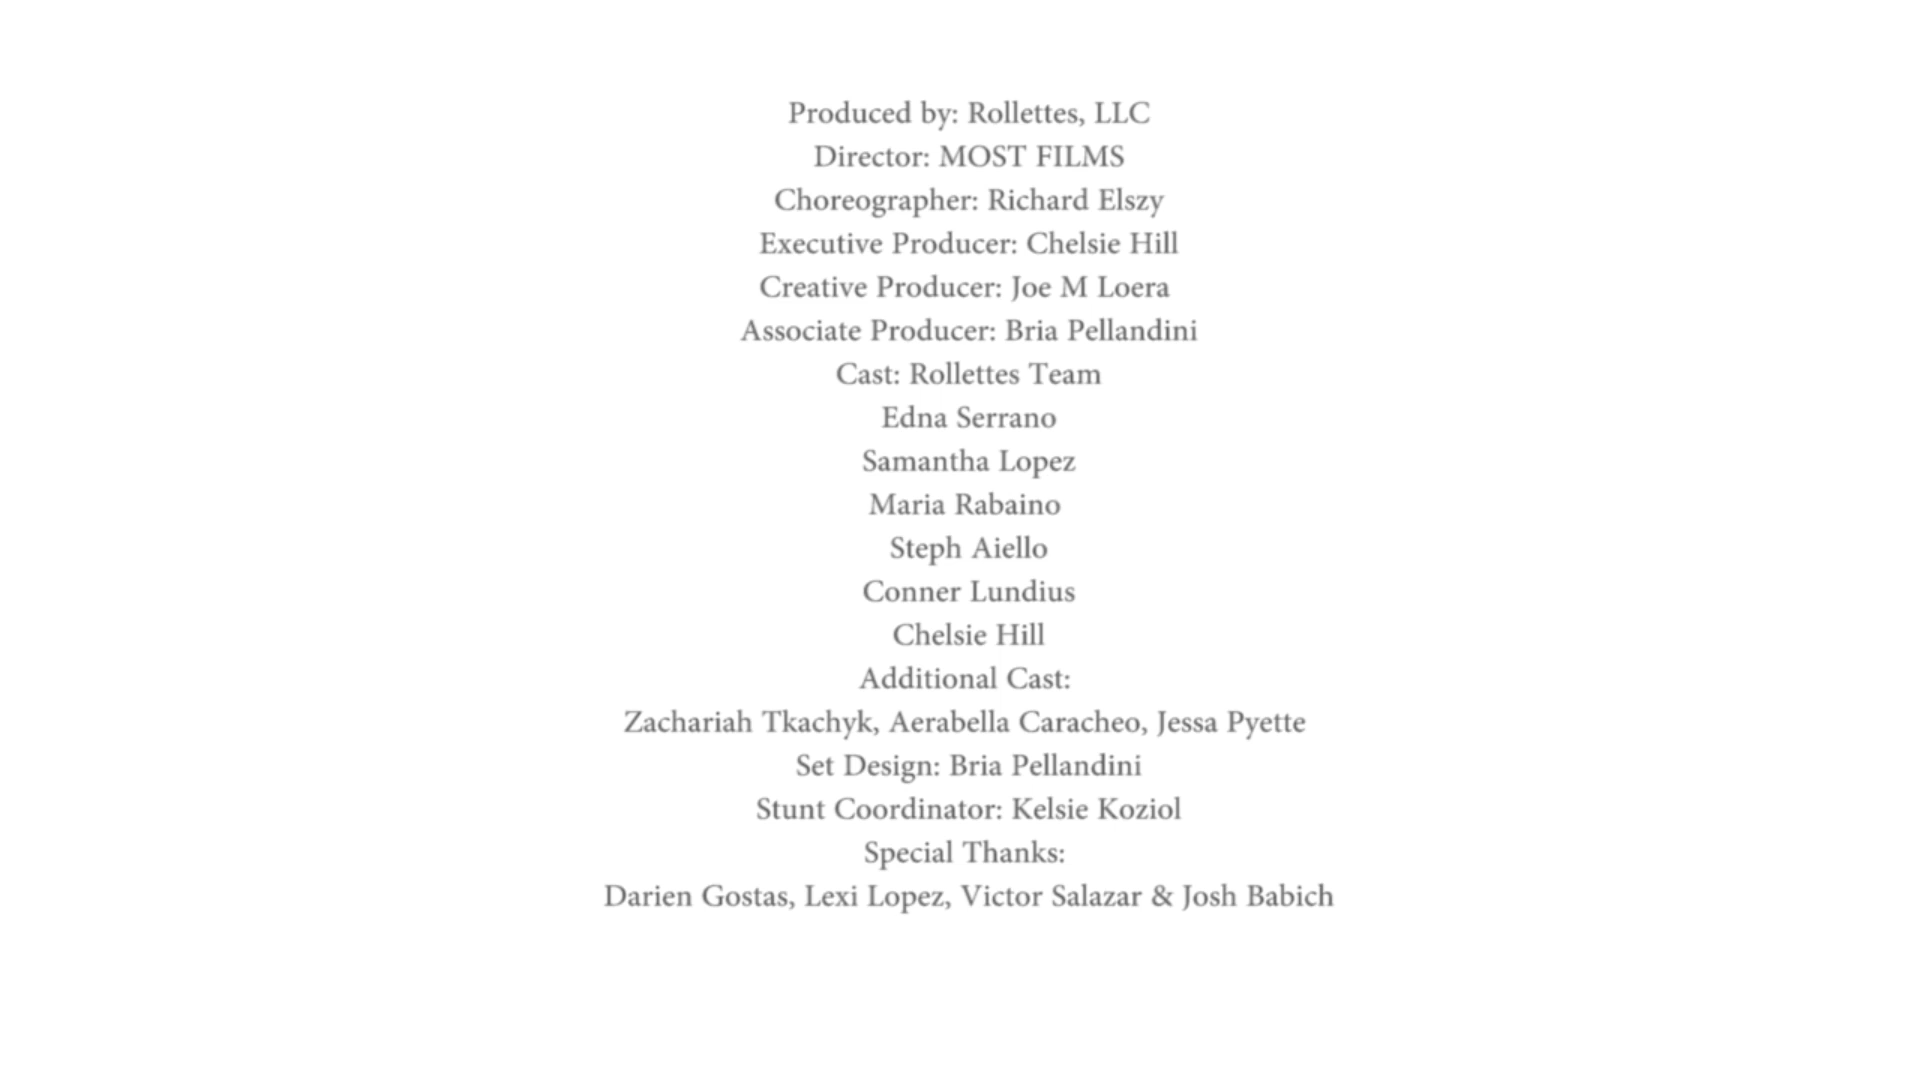 Produced by: Rollettes, LLC
Director: MOST FILMS
Choreographer: Richard Elszy
Executive Producer: Chelsie Hill
Creative Producer: Joe M Loera
Associate Producer: Bria Pellandini
Cast: Rollettes Team
Edna Serrano
Samantha Lopez
Maria Rabaino
Steph Aiello
Conner Lundius
Chelsie Hill
Additional Cast:
Zachariah Tkachyk, Aerabella Caracheo, Jessa Pyette
Set Design: Bria Pellandini
Stunt Coordinator: Kelsie Koziol
Special Thanks:
Darien Gostas, Lexi Lopez, Victor Salazar & Josh Babich